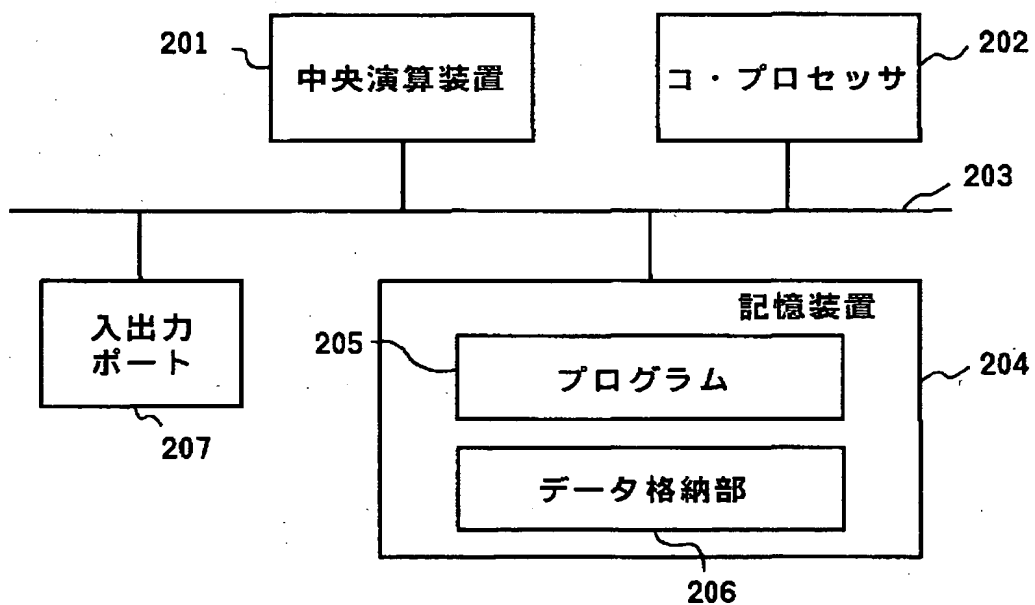 201
中央演算装置
202
コ・プロセッサ
203
入出力
ポート
207
記憶装置
204
205
プログラム
データ格納部
206